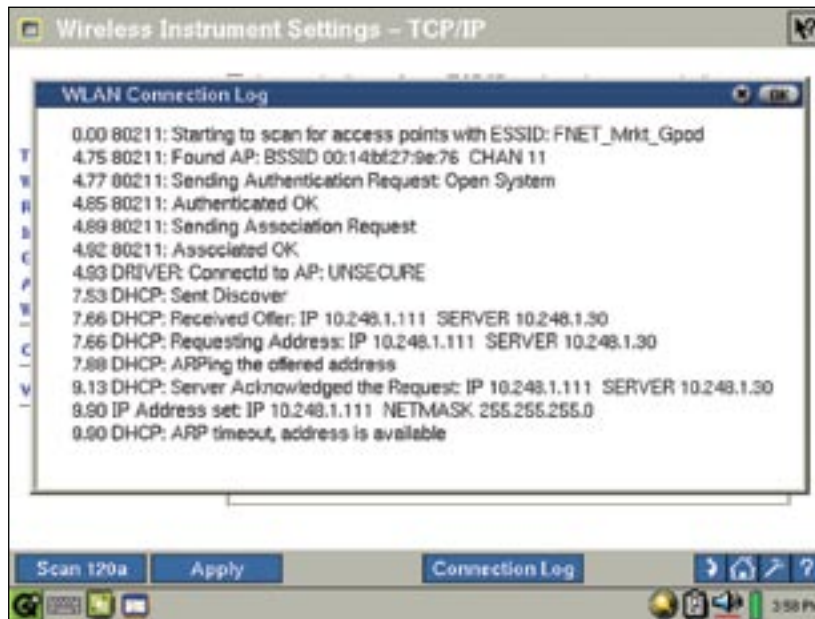 Wireless Instrument Settings – TCP/IP
WLAN Connection Log
OK
0.00 80211: Starting to scan for access points with ESSID: FNET_Mrkt_Gpod
4.75 80211: Found AP: BSSID 00:14:bf:27:9e:76 CHAN 11
4.77 80211: Sending Authentication Request: Open System
4.85 80211: Authenticated OK
4.89 80211: Sending Association Request
4.92 80211: Associated OK
4.93 DRIVER: Connectd to AP: UNSECURE
7.53 DHCP: Sent Discover
7.66 DHCP: Received Offer: IP 10.248.1.111 SERVER 10.248.1.30
7.66 DHCP: Requesting Address: IP 10.248.1.111 SERVER 10.248.1.30
7.88 DHCP: ARPing the offered address
9.13 DHCP: Server Acknowledged the Request: IP 10.248.1.111 SERVER 10.248.1.30
9.90 IP Address set: IP 10.248.1.111 NETMASK 255.255.255.0
9.90 DHCP: ARP timeout, address is available
Scan 120a
Apply
Connection Log
?
3:58 PM